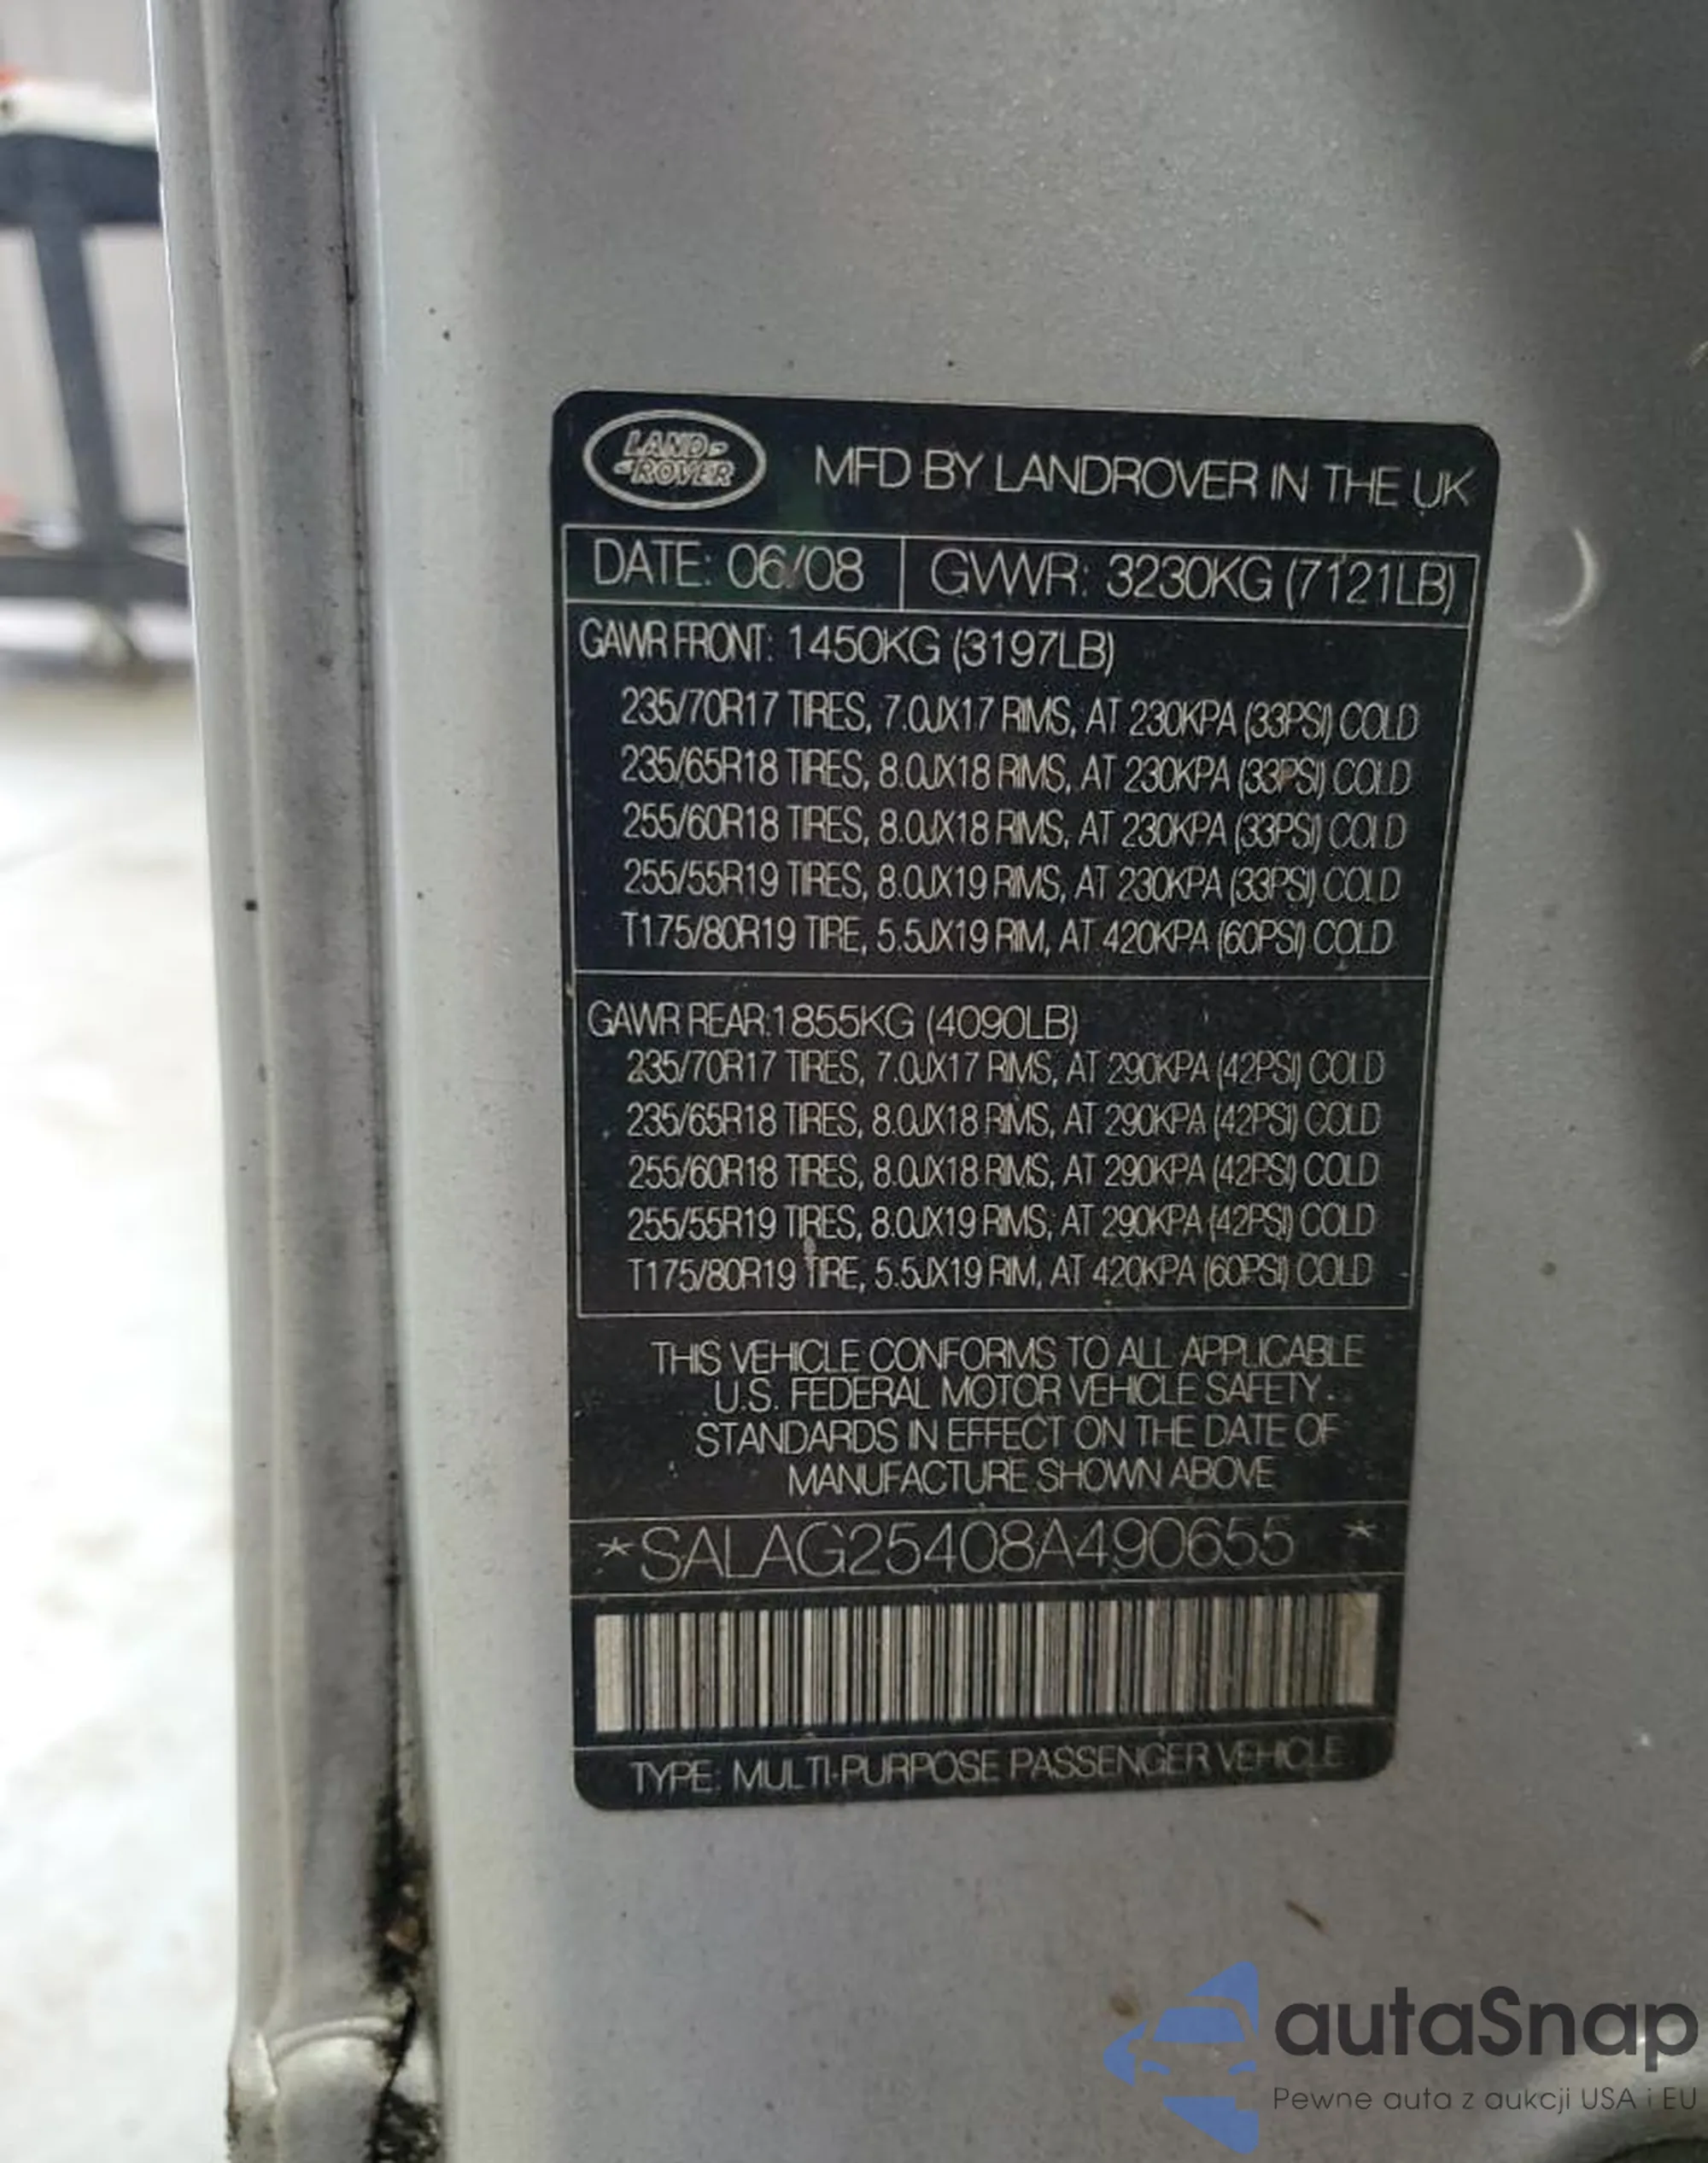 LAND-
-ROVER
MFD BY LANDROVER IN THE UK
DATE: 06/08 GVWR: 3230KG (7121LB)
GAWR FRONT: 1450KG (3197LB)
235/70R17 TIRES, 7.0JX17 RIMS, AT 230KPA (33PSI) COLD
235/65R18 TIRES, 8.0JX18 RIMS, AT 230KPA (33PSI) COLD
255/60R18 TIRES, 8.0JX18 RIMS, AT 230KPA (33PSI) COLD
255/55R19 TIRES, 8.0JX19 RIMS, AT 230KPA (33PSI) COLD
T175/80R19 TIRE, 5.5JX19 RIM, AT 420KPA (60PSI) COLD
GAWR REAR:1855KG (4090LB)
235/70R17 TIRES, 7.0JX17 RIMS, AT 290KPA (42PSI) COLD
235/65R18 TIRES, 8.0JX18 RIMS, AT 290KPA (42PSI) COLD
255/60R18 TIRES, 8.0JX18 RIMS, AT 290KPA (42PSI) COLD
255/55R19 TIRES, 8.0JX19 RIMS, AT 290KPA (42PSI) COLD
T175/80R19 TIRE, 5.5JX19 RIM, AT 420KPA (60PSI) COLD
THIS VEHICLE CONFORMS TO ALL APPLICABLE
U.S. FEDERAL MOTOR VEHICLE SAFETY
STANDARDS IN EFFECT ON THE DATE OF
MANUFACTURE SHOWN ABOVE
*SALAG25408A490655 *
TYPE: MULTI-PURPOSE PASSENGER VEHICLE
autaSnap
Pewne auta z aukcji USA i EU